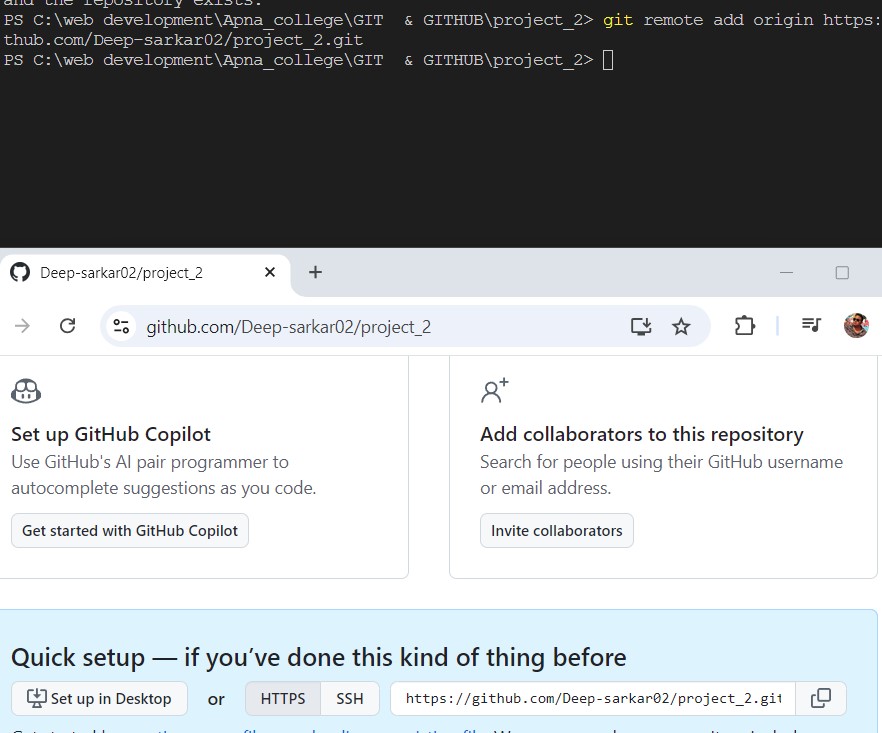 and the repository exists.
PS C:\web development\Apna_college\GIT  & GITHUB\project_2> git remote add origin https:
thub.com/Deep-sarkar02/project_2.git
PS C:\web development\Apna_college\GIT  & GITHUB\project_2>
Deep-sarkar02/project_2
github.com/Deep-sarkar02/project_2
Set up GitHub Copilot
Use GitHub's AI pair programmer to
autocomplete suggestions as you code.
Get started with GitHub Copilot
Add collaborators to this repository
Search for people using their GitHub username
or email address.
Invite collaborators
Quick setup — if you’ve done this kind of thing before
Set up in Desktop or HTTPS SSH https://github.com/Deep-sarkar02/project_2.git